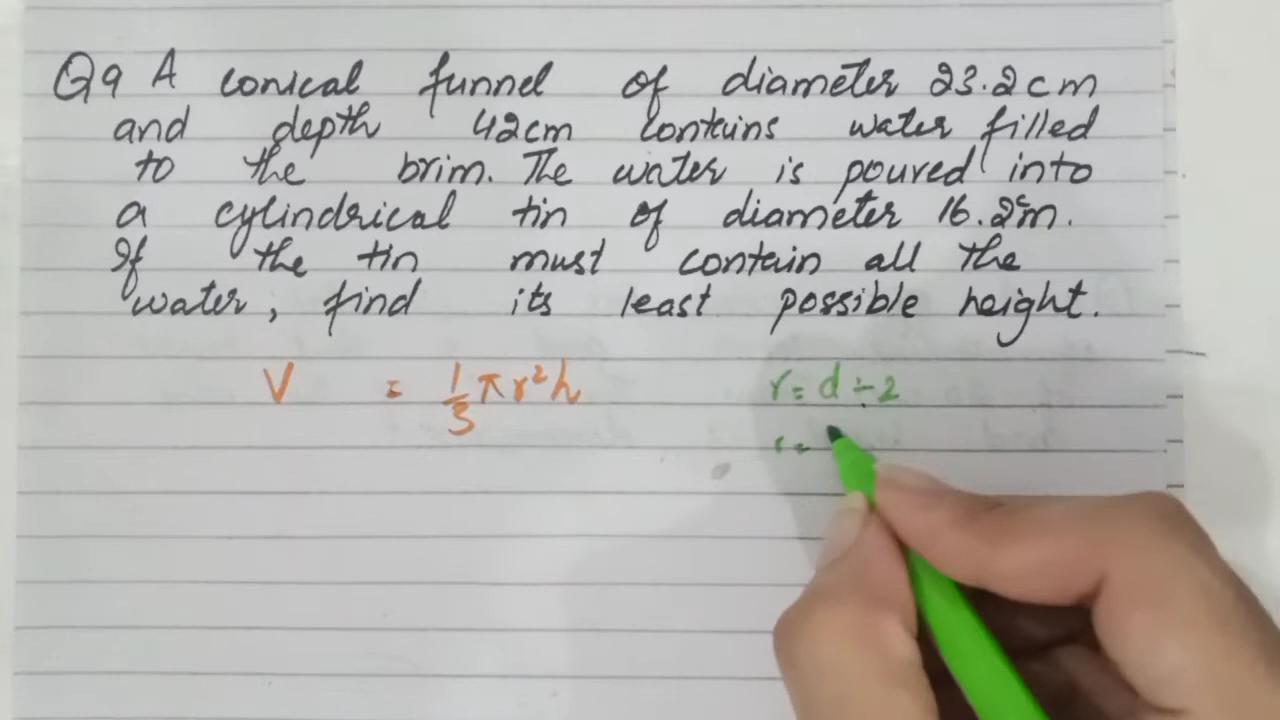 Q9 A conical funnel of diameter 23.2cm
and depth 42cm contains water filled
to the brim. The water is poured into
a cylindrical tin of diameter 16.2cm.
If the tin must contain all the
water, find its least possible height.
V = 1/3 πr²h r = d ÷ 2
r =